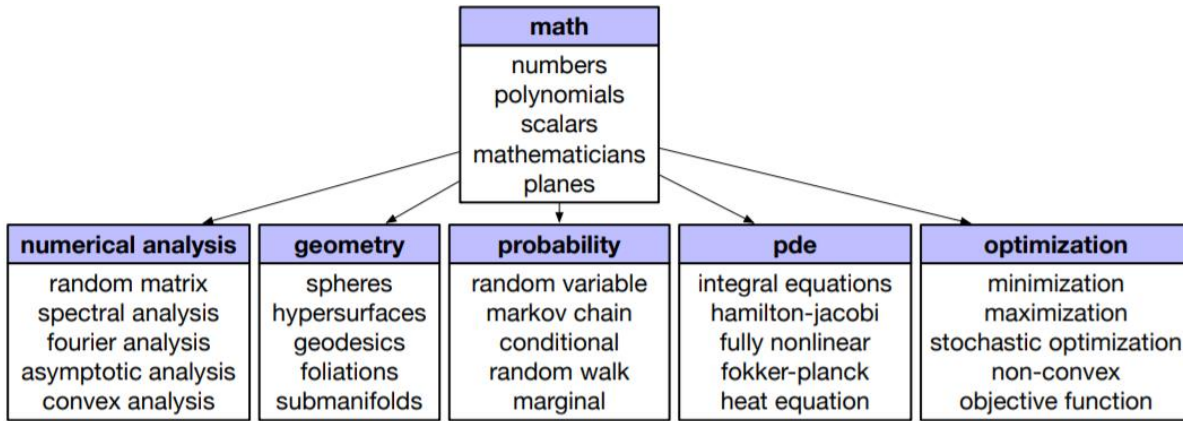 math
numbers
polynomials
scalars
mathematicians
planes
numerical analysis
random matrix
spectral analysis
fourier analysis
asymptotic analysis
convex analysis
geometry
spheres
hypersurfaces
geodesics
foliations
submanifolds
probability
random variable
markov chain
conditional
random walk
marginal
pde
integral equations
hamilton-jacobi
fully nonlinear
fokker-planck
heat equation
optimization
minimization
maximization
stochastic optimization
non-convex
objective function